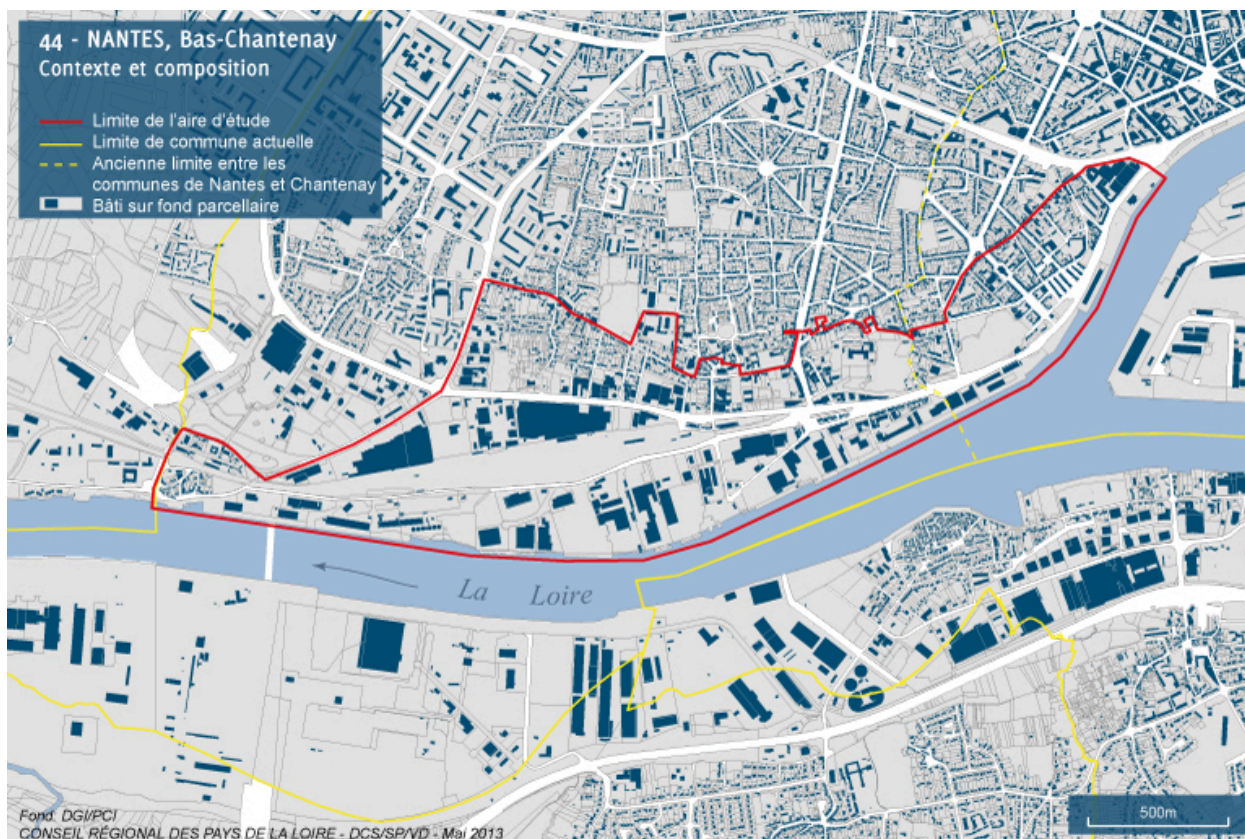 44 - NANTES, Bas-Chantenay
Contexte et composition
Limite de l'aire d'étude
Limite de commune actuelle
Ancienne limite entre les
communes de Nantes et Chantenay
Bâti sur fond parcellaire
La Loire
Fond: DGI/PCI
CONSEIL RÉGIONAL DES PAYS DE LA LOIRE - DCS/SP/VD - Mai 2013
500m